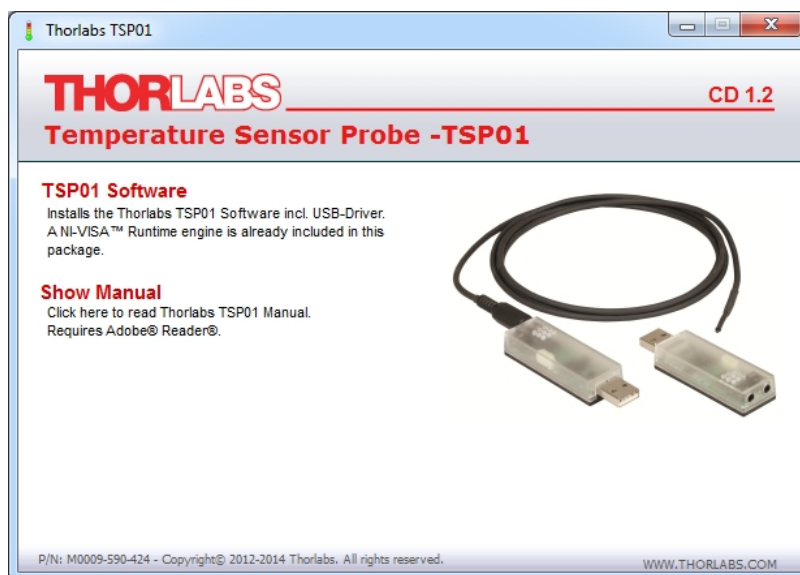 Thorlabs TSP01
THORLABS
CD 1.2
Temperature Sensor Probe -TSP01
TSP01 Software
Installs the Thorlabs TSP01 Software incl. USB-Driver.
A NI-VISA™ Runtime engine is already included in this
package.
Show Manual
Click here to read Thorlabs TSP01 Manual.
Requires Adobe® Reader®.
P/N: M0009-590-424 - Copyright© 2012-2014 Thorlabs. All rights reserved.
WWW.THORLABS.COM